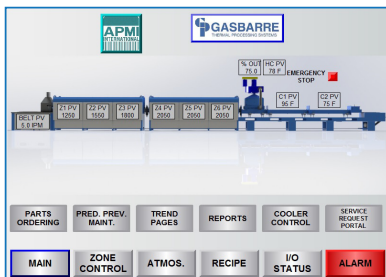 APMI
INTERNATIONAL
GASBARRE
THERMAL PROCESSING SYSTEMS
% OUT
75.0
HC PV
78 F
EMERGENCY
STOP
Z1 PV
1250
Z2 PV
1550
Z3 PV
1800
Z4 PV
2050
Z5 PV
2050
Z6 PV
2050
C1 PV
95 F
C2 PV
75 F
BELT PV
6.0 IPM
PARTS
ORDERING
PRED. PREV.
MAINT.
TREND
PAGES
REPORTS
COOLER
CONTROL
SERVICE
REQUEST
PORTAL
MAIN
ZONE
CONTROL
ATMOS.
RECIPE
I/O
STATUS
ALARM